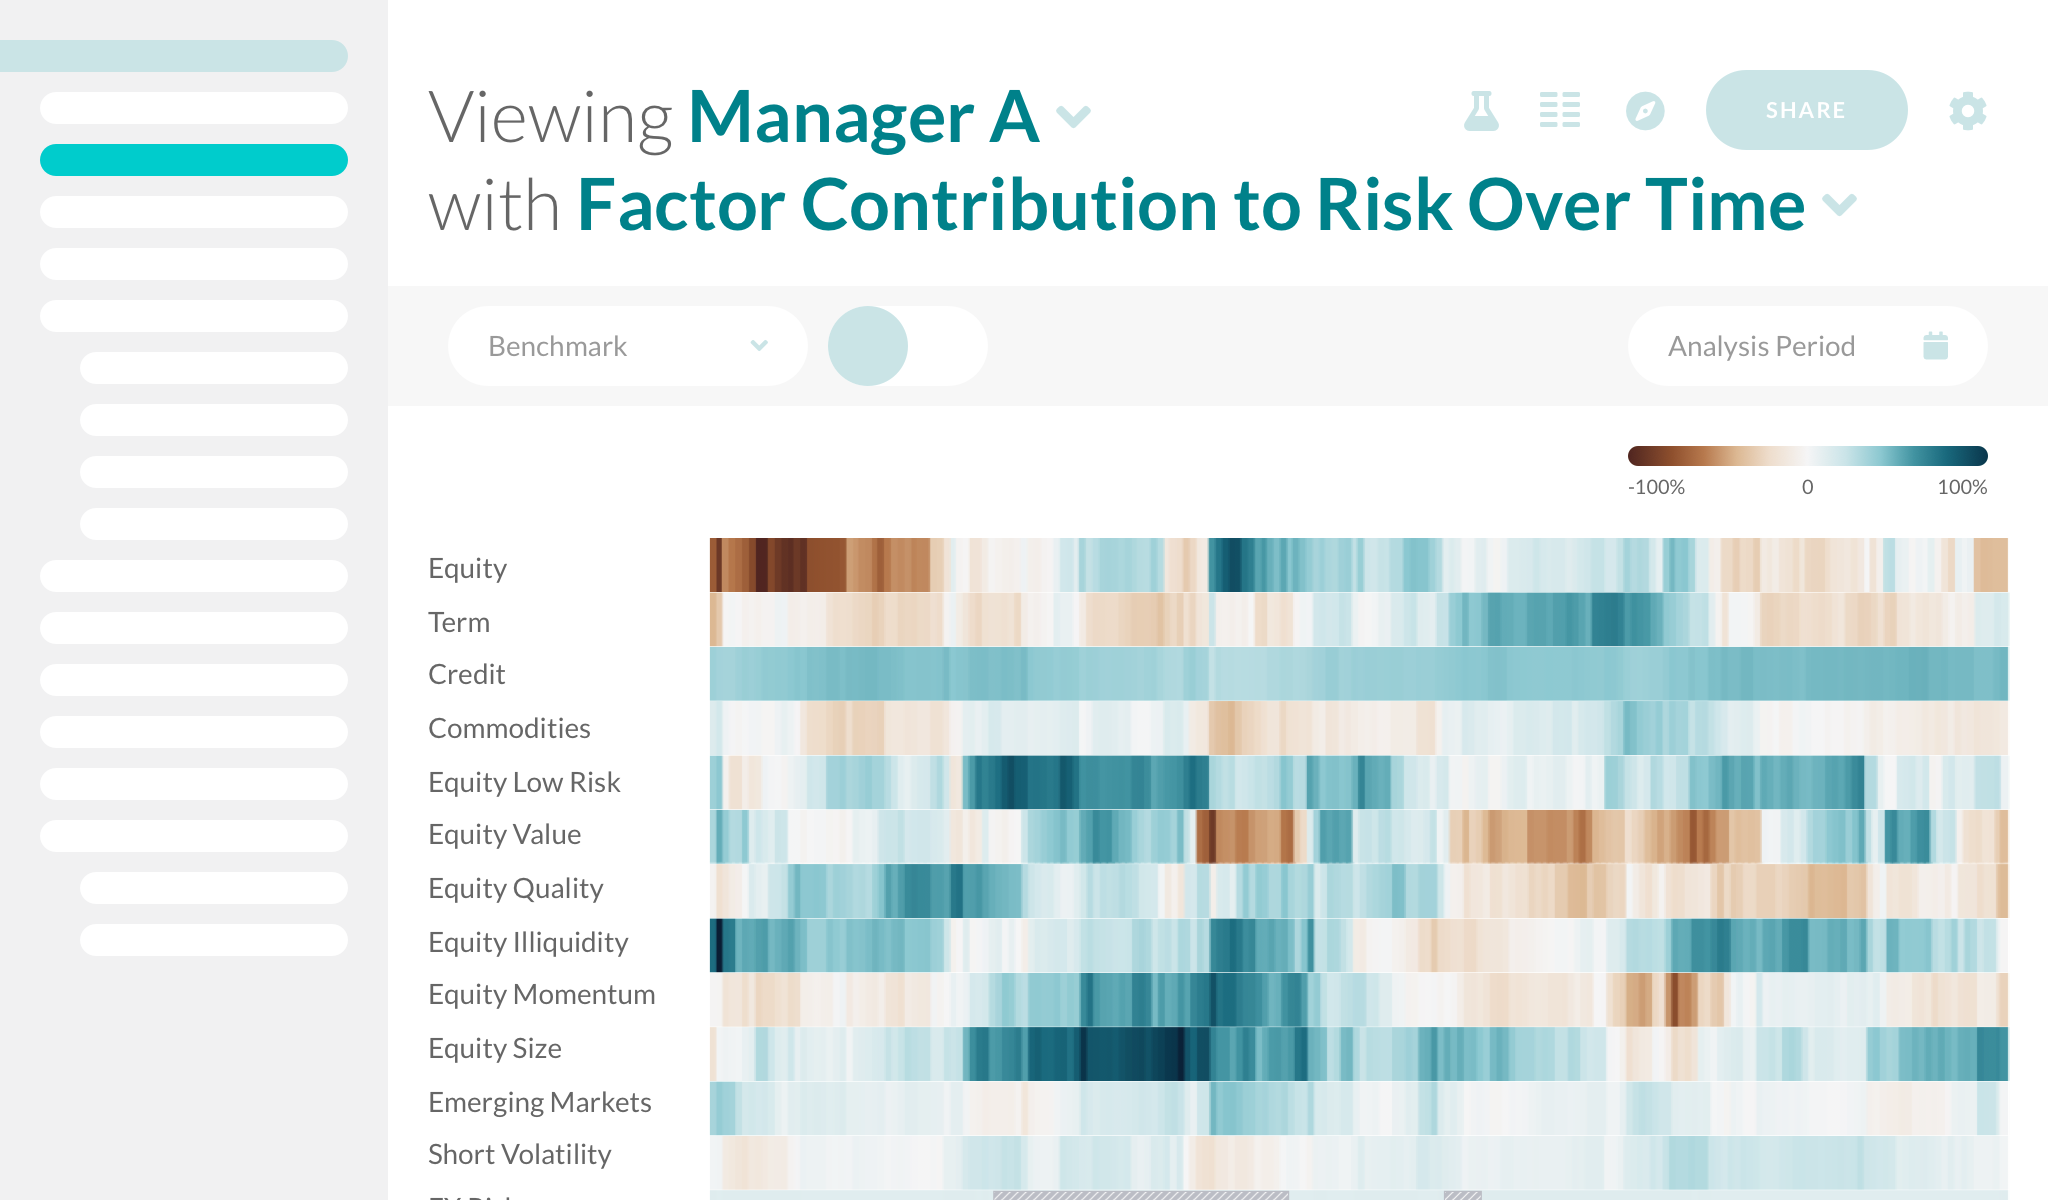 Viewing Manager A
SHARE
with Factor Contribution to Risk Over Time
Benchmark
Analysis Period
-100% 0 100%
Equity
Term
Credit
Commodities
Equity Low Risk
Equity Value
Equity Quality
Equity Illiquidity
Equity Momentum
Equity Size
Emerging Markets
Short Volatility